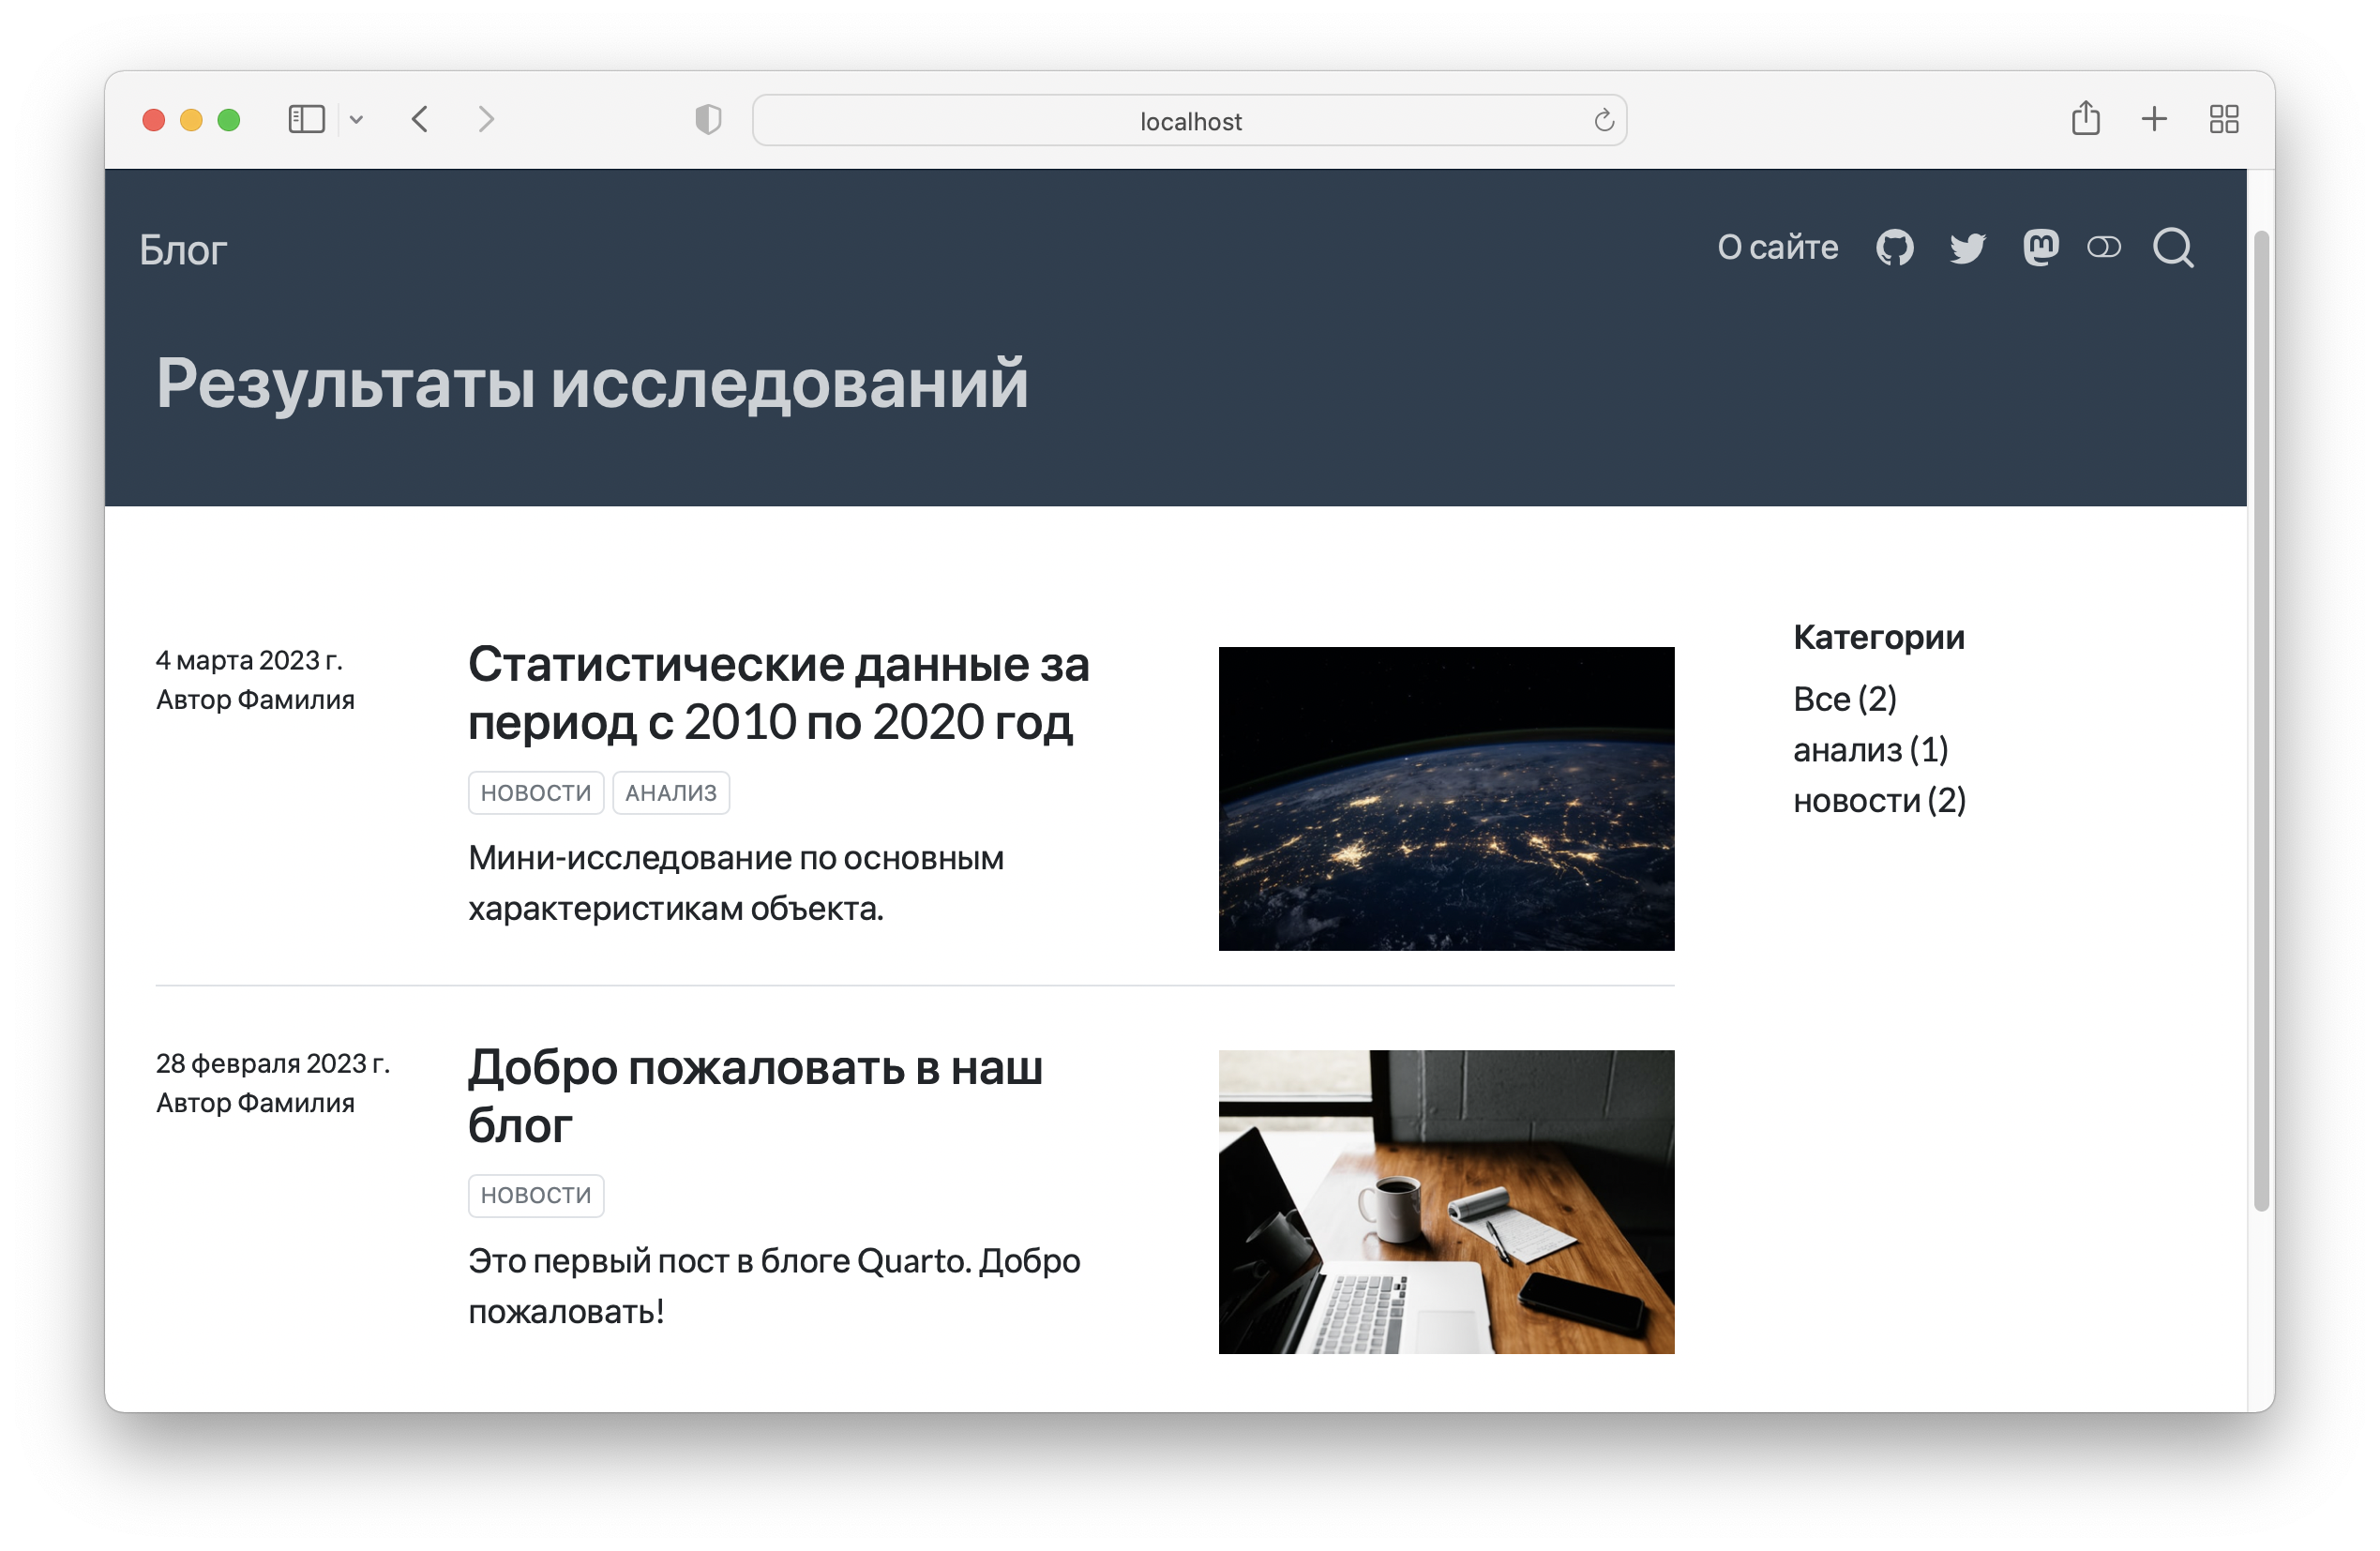 localhost
Блог
О сайте
Результаты исследований
4 марта 2023 г.
Автор Фамилия
Статистические данные за
период с 2010 по 2020 год
НОВОСТИ АНАЛИЗ
Мини-исследование по основным
характеристикам объекта.
28 февраля 2023 г.
Автор Фамилия
Добро пожаловать в наш
блог
НОВОСТИ
Это первый пост в блоге Quarto. Добро
пожаловать!
Категории
Все (2)
анализ (1)
новости (2)